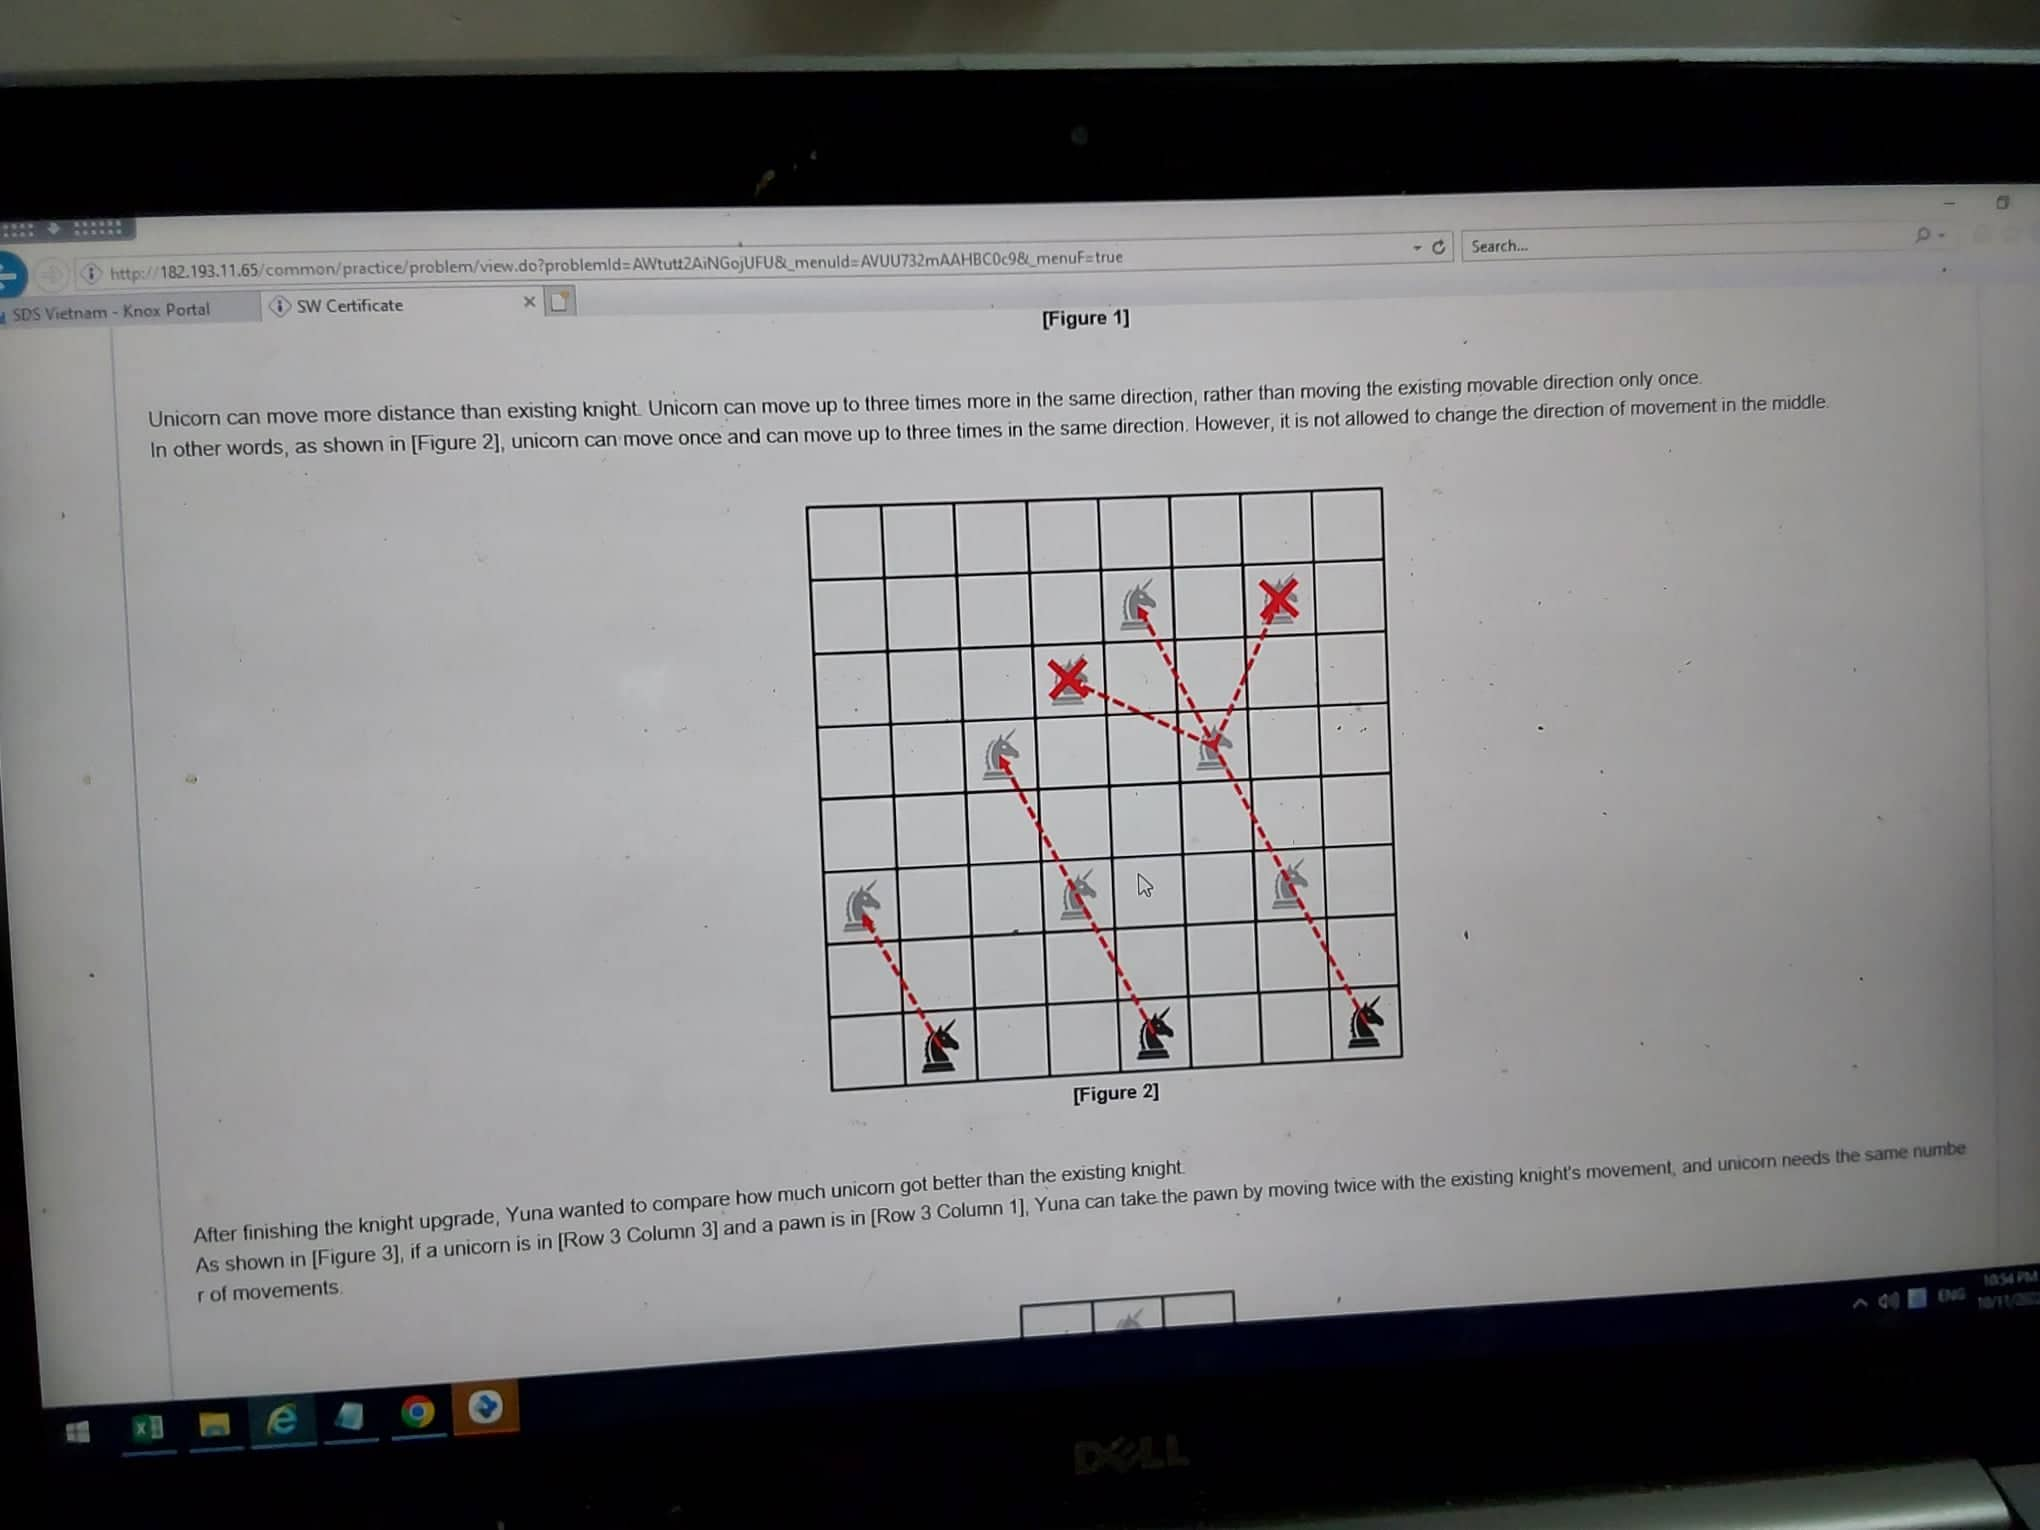 http://182.193.11.65/common/practice/problem/view.do?problemId=AWtutt2AiNGojUFU&_menuId=AVUU732mAAHBC0c9&_menuF=true
Search...
SDS Vietnam - Knox Portal
SW Certificate
[Figure 1]
Unicorn can move more distance than existing knight. Unicorn can move up to three times more in the same direction, rather than moving the existing movable direction only once.
In other words, as shown in [Figure 2], unicorn can move once and can move up to three times in the same direction. However, it is not allowed to change the direction of movement in the middle.
[Figure 2]
After finishing the knight upgrade, Yuna wanted to compare how much unicorn got better than the existing knight.
As shown in [Figure 3], if a unicorn is in [Row 3 Column 3] and a pawn is in [Row 3 Column 1], Yuna can take the pawn by moving twice with the existing knight's movement, and unicorn needs the same numbe
r of movements.
ENG
10:54 PM
DELL